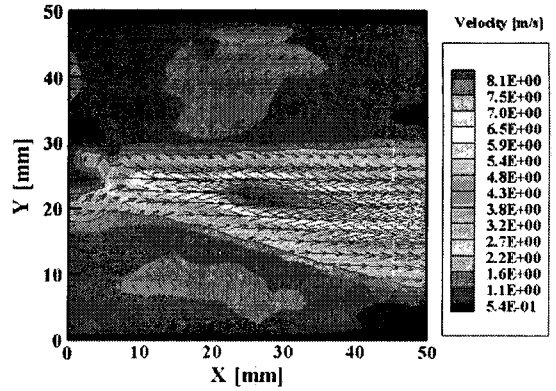 Velocity [m/s]
8.1E+00
7.5E+00
7.0E+00
6.5E+00
5.9E+00
5.4E+00
4.8E+00
4.3E+00
3.8E+00
3.2E+00
2.7E+00
2.2E+00
1.6E+00
1.1E+00
5.4E-01
Y [mm]
50
40
30
20
10
0
0
10
20
30
40
50
X [mm]